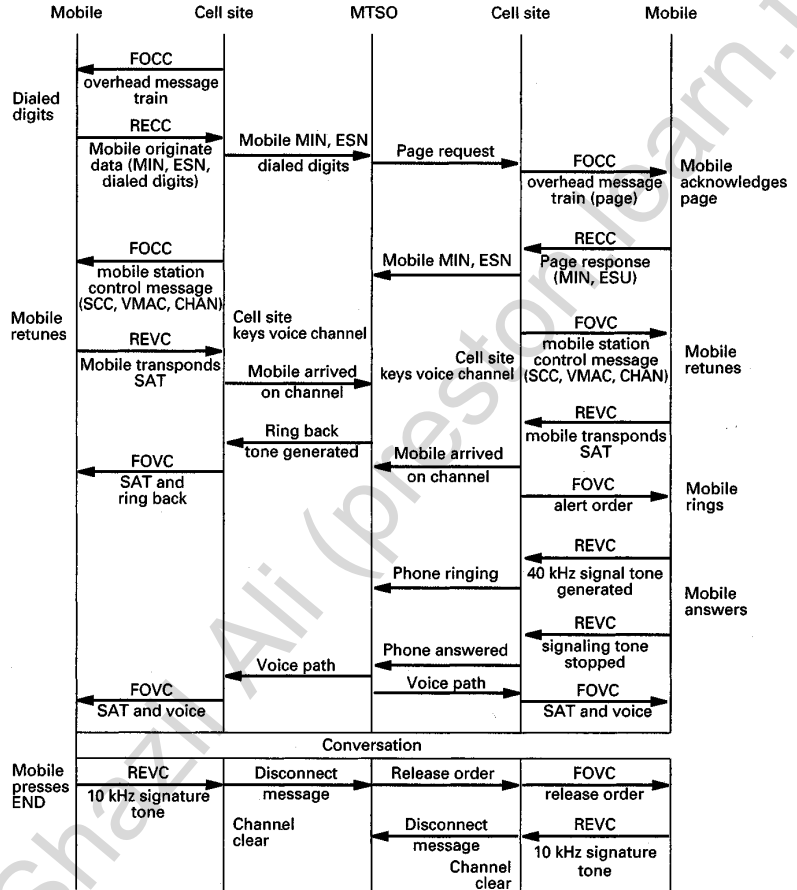 Mobile
Cell site
MTSO
Cell site
Mobile
FOCC
overhead message
train
Dialed
digits
RECC
Mobile originate
data (MIN, ESN,
dialed digits)
Mobile MIN, ESN
dialed digits
Page request
FOCC
overhead message
train (page)
Mobile
acknowledges
page
RECC
Page response
(MIN, ESU)
Mobile MIN, ESN
FOCC
mobile station
control message
(SCC, VMAC, CHAN)
Mobile
retunes
Cell site
keys voice channel
REVC
Mobile transponds
SAT
Mobile arrived
on channel
Cell site
keys voice channel
FOVC
mobile station
control message
(SCC, VMAC, CHAN)
Mobile
retunes
REVC
mobile transponds
SAT
Ring back
tone generated
Mobile arrived
on channel
FOVC
SAT and
ring back
FOVC
alert order
Mobile
rings
REVC
40 kHz signal tone
generated
Phone ringing
Mobile
answers
REVC
signaling tone
stopped
Phone answered
Voice path
Voice path
FOVC
SAT and voice
FOVC
SAT and voice
Conversation
Mobile
presses
END
REVC
10 kHz signature
tone
Disconnect
message
Release order
FOVC
release order
Channel
clear
Disconnect
message
REVC
10 kHz signature
tone
Channel
clear
Shazli Ali (preston.learn.